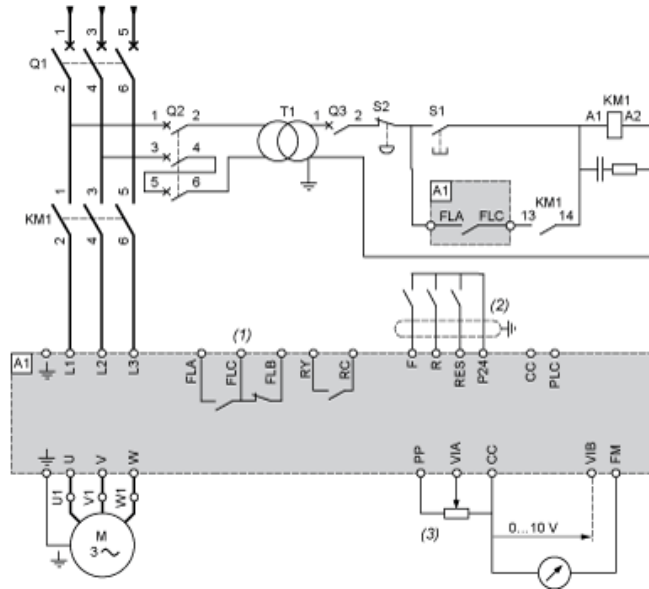 1 3 5
Q1
2 4 6
1 Q2 2
3 4
5 6
T1
1 Q3 2
S2
S1
KM1
A1 A2
A1
FLA FLC
KM1
13 14
1 3 5
KM1
2 4 6
(1)
(2)
A1
L1 L2 L3
FLA FLC FLB RY RC
F R RES P24 CC PLC
U V W
PP VIA CC VIB FM
U1 V1 W1
M
3
(3)
0...10 V